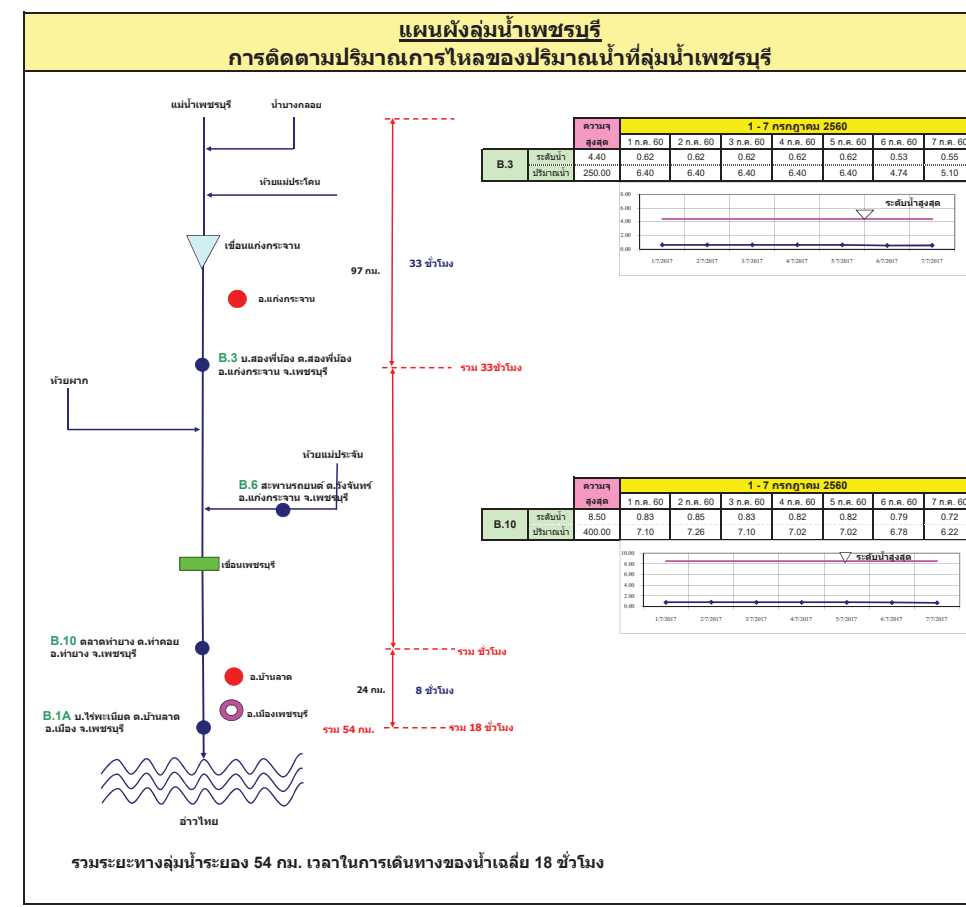 แผนผังลุ่มน้ำเพชรบุรี
การติดตามปริมาณการไหลของปริมาณน้ำที่ลุ่มน้ำเพชรบุรี
แม่น้ำเพชรบุรี
น้ำบางกลอย
ห้วยแม่ประโดน
เขื่อนแก่งกระจาน
97 กม.
33 ชั่วโมง
อ.แก่งกระจาน
B.3 บ.สองพี่น้อง ต.สองพี่น้อง
อ.แก่งกระจาน จ.เพชรบุรี
รวม 33ชั่วโมง
ห้วยผาก
ห้วยแม่ประจัน
B.6 สะพานรถยนต์ ต.วังจันทร์
อ.แก่งกระจาน จ.เพชรบุรี
เขื่อนเพชรบุรี
B.10 ตลาดท่ายาง ต.ท่าคอย
อ.ท่ายาง จ.เพชรบุรี
รวม ชั่วโมง
อ.บ้านลาด
24 กม.
8 ชั่วโมง
อ.เมืองเพชรบุรี
B.1A บ.ไร่พะเนียด ต.บ้านลาด
อ.เมือง จ.เพชรบุรี
รวม 54 กม.
รวม 18 ชั่วโมง
อ่าวไทย
รวมระยะทางลุ่มน้ำระยอง 54 กม. เวลาในการเดินทางของน้ำเฉลี่ย 18 ชั่วโมง
ความจุ 1 - 7 กรกฎาคม 2560
สูงสุด 1 ก.ค. 60 2 ก.ค. 60 3 ก.ค. 60 4 ก.ค. 60 5 ก.ค. 60 6 ก.ค. 60 7 ก.ค. 60
B.3
ระดับน้ำ 4.40 0.62 0.62 0.62 0.62 0.62 0.53 0.55
ปริมาณน้ำ 250.00 6.40 6.40 6.40 6.40 6.40 4.74 5.10
8.00
6.00
4.00
2.00
0.00
ระดับน้ำสูงสุด
1/7/2017 2/7/2017 3/7/2017 4/7/2017 5/7/2017 6/7/2017 7/7/2017
ความจุ 1 - 7 กรกฎาคม 2560
สูงสุด 1 ก.ค. 60 2 ก.ค. 60 3 ก.ค. 60 4 ก.ค. 60 5 ก.ค. 60 6 ก.ค. 60 7 ก.ค. 60
B.10
ระดับน้ำ 8.50 0.83 0.85 0.83 0.82 0.82 0.79 0.72
ปริมาณน้ำ 400.00 7.10 7.26 7.10 7.02 7.02 6.78 6.22
10.00
8.00
6.00
4.00
2.00
0.00
ระดับน้ำสูงสุด
1/7/2017 2/7/2017 3/7/2017 4/7/2017 5/7/2017 6/7/2017 7/7/2017